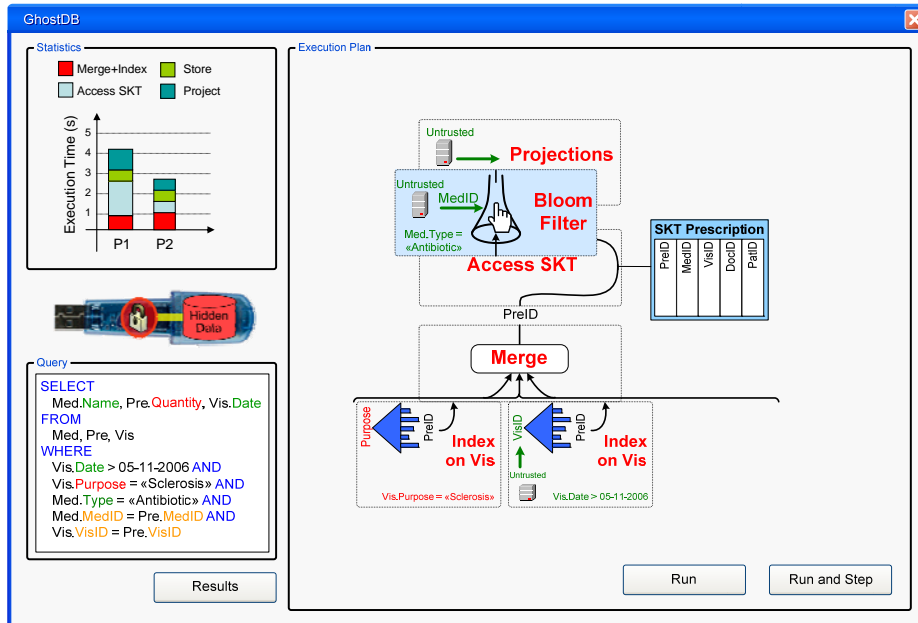 GhostDB
Statistics
Merge+Index
Store
Access SKT
Project
Execution Time (s)
5
4
3
2
1
P1
P2
Hidden
Data
Query
SELECT
Med.Name, Pre.Quantity, Vis.Date
FROM
Med, Pre, Vis
WHERE
Vis.Date > 05-11-2006 AND
Vis.Purpose = «Sclerosis» AND
Med.Type = «Antibiotic» AND
Med.MedID = Pre.MedID AND
Vis.VisID = Pre.VisID
Results
Execution Plan
Untrusted
Projections
Untrusted
MedID
Bloom
Filter
Med.Type =
«Antibiotic»
Access SKT
SKT Prescription
PreID
MedID
VisID
DocID
PatID
PreID
Merge
Purpose
PreID
Index
on Vis
Vis.Purpose = «Sclerosis»
VisID
PreID
Index
on Vis
Untrusted
Vis.Date > 05-11-2006
Run
Run and Step